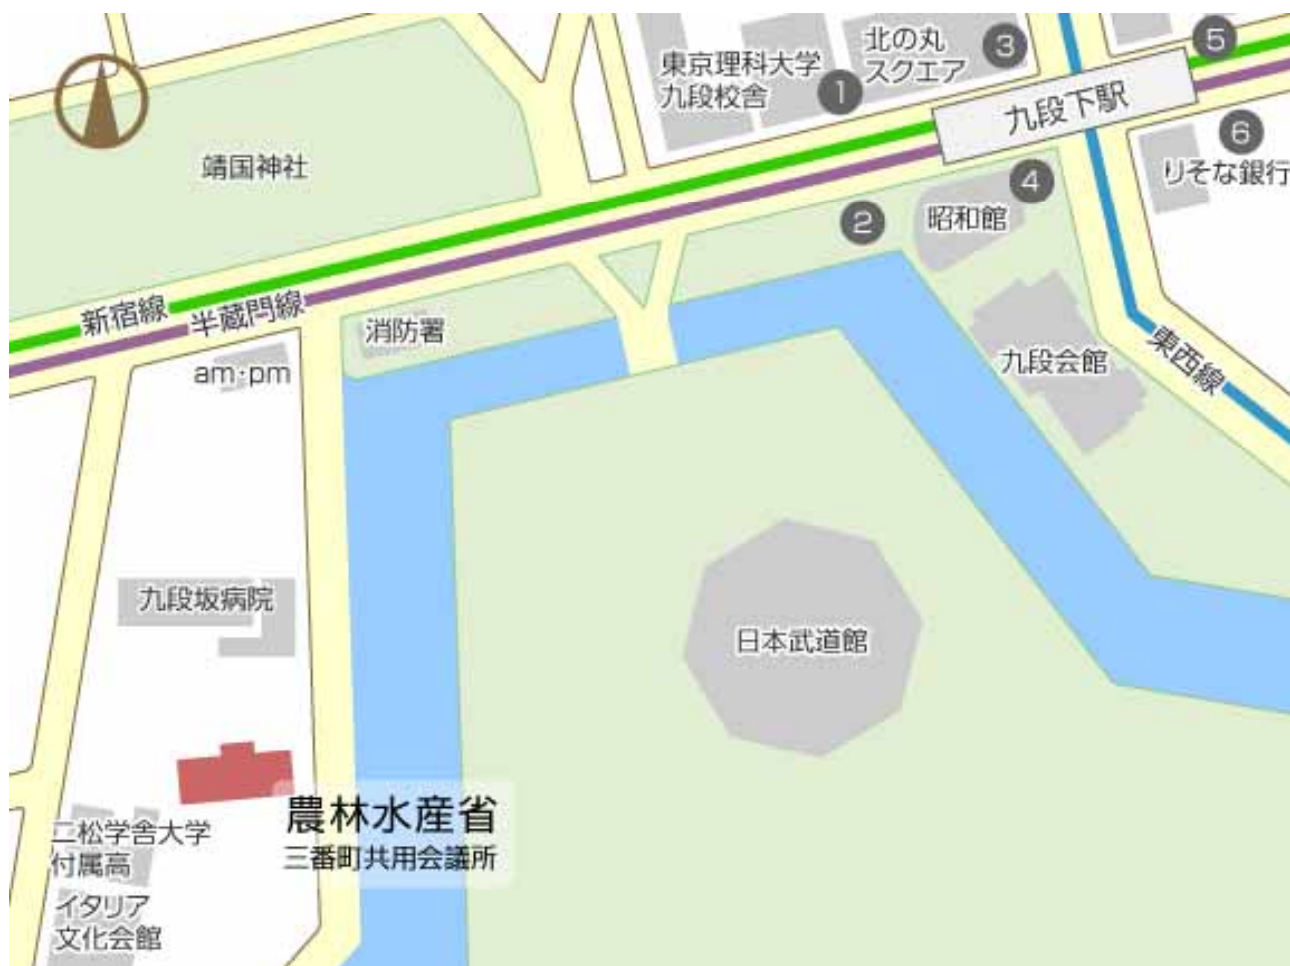 北の丸
スクエア
3
5
東京理科大学
九段校舎
1
九段下駅
6
りそな銀行
靖国神社
4
昭和館
2
新宿線
半蔵門線
消防署
am・pm
九段会館
東西線
九段坂病院
日本武道館
農林水産省
三番町共用会議所
二松学舎大学
付属高
イタリア
文化会館